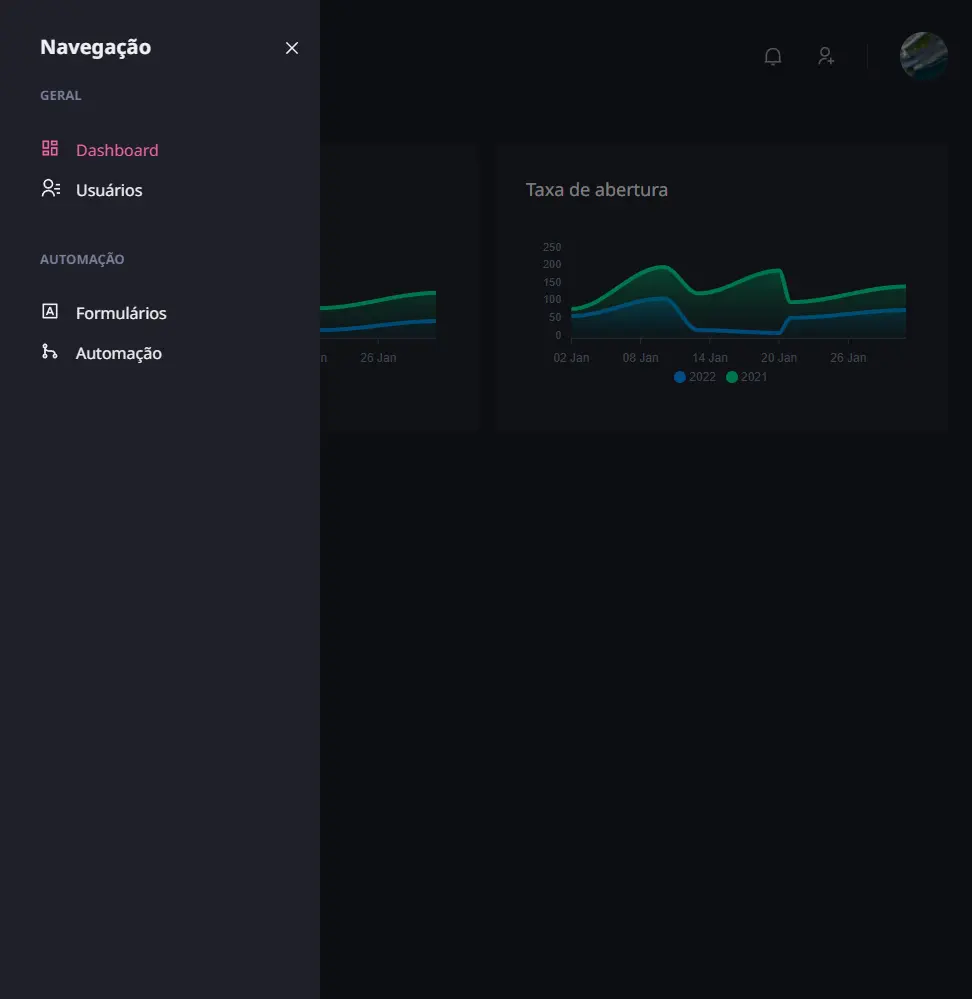 Navegação
GERAL
Dashboard
Usuários
AUTOMAÇÃO
Formulários
Automação
26 Jan
Taxa de abertura
250
200
150
100
50
0
02 Jan 08 Jan 14 Jan 20 Jan 26 Jan
2022 2021